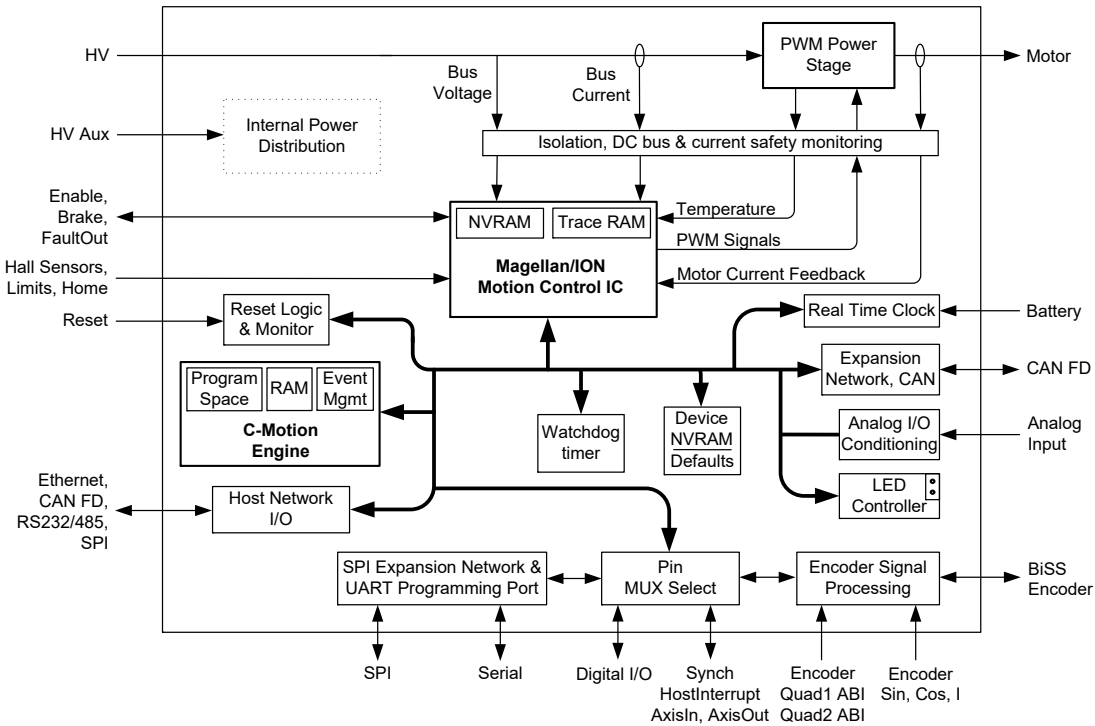 HV
Bus
Voltage
Bus
Current
PWM Power
Stage
Motor
HV Aux
Internal Power
Distribution
Isolation, DC bus & current safety monitoring
Enable,
Brake,
FaultOut
NVRAM
Trace RAM
Magellan/ION
Motion Control IC
Temperature
PWM Signals
Motor Current Feedback
Hall Sensors,
Limits, Home
Reset
Reset Logic
& Monitor
Real Time Clock
Battery
Program
Space
RAM
Event
Mgmt
C-Motion
Engine
Expansion
Network, CAN
CAN FD
Watchdog
timer
Device
NVRAM
Defaults
Analog I/O
Conditioning
Analog
Input
LED
Controller
Ethernet,
CAN FD,
RS232/485,
SPI
Host Network
I/O
SPI Expansion Network &
UART Programming Port
Pin
MUX Select
Encoder Signal
Processing
BiSS
Encoder
SPI
Serial
Digital I/O
Synch
HostInterrupt
AxisIn, AxisOut
Encoder
Quad1 ABI
Quad2 ABI
Encoder
Sin, Cos, I